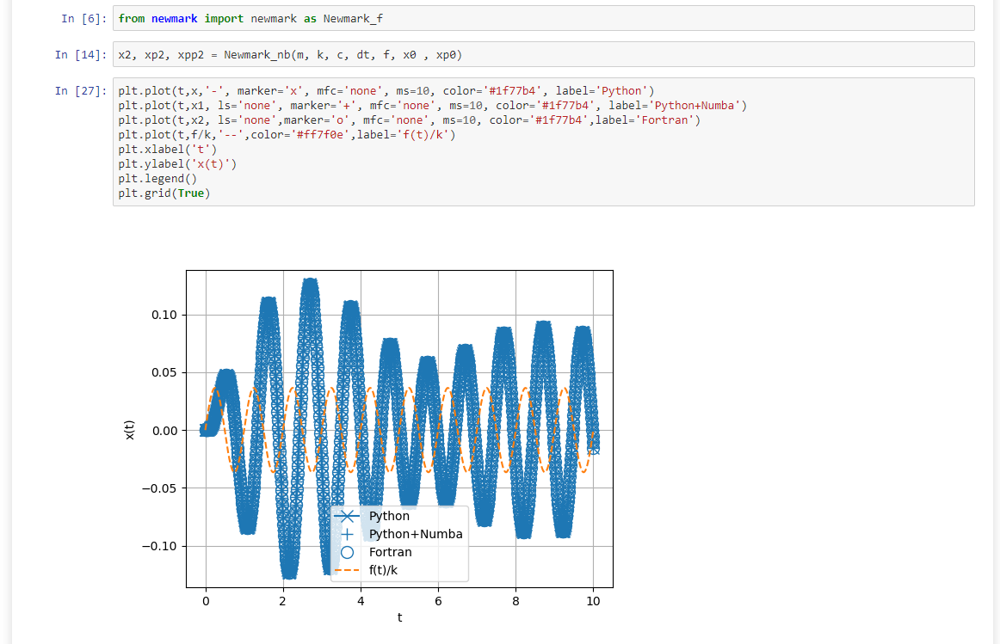 In [6]: from newmark import newmark as Newmark_f
In [14]: x2, xp2, xpp2 = Newmark_nb(m, k, c, dt, f, x0 , xp0)
In [27]: plt.plot(t,x,'-', marker='x', mfc='none', ms=10, color='#1f77b4', label='Python')
plt.plot(t,x1, ls='none', marker='+', mfc='none', ms=10, color='#1f77b4', label='Python+Numba')
plt.plot(t,x2, ls='none',marker='o', mfc='none', ms=10, color='#1f77b4',label='Fortran')
plt.plot(t,f/k,'--',color='#ff7f0e',label='f(t)/k')
plt.xlabel('t')
plt.ylabel('x(t)')
plt.legend()
plt.grid(True)
0.10
0.05
0.00
−0.05
−0.10
x(t)
Python
Python+Numba
Fortran
f(t)/k
0 2 4 6 8 10
t